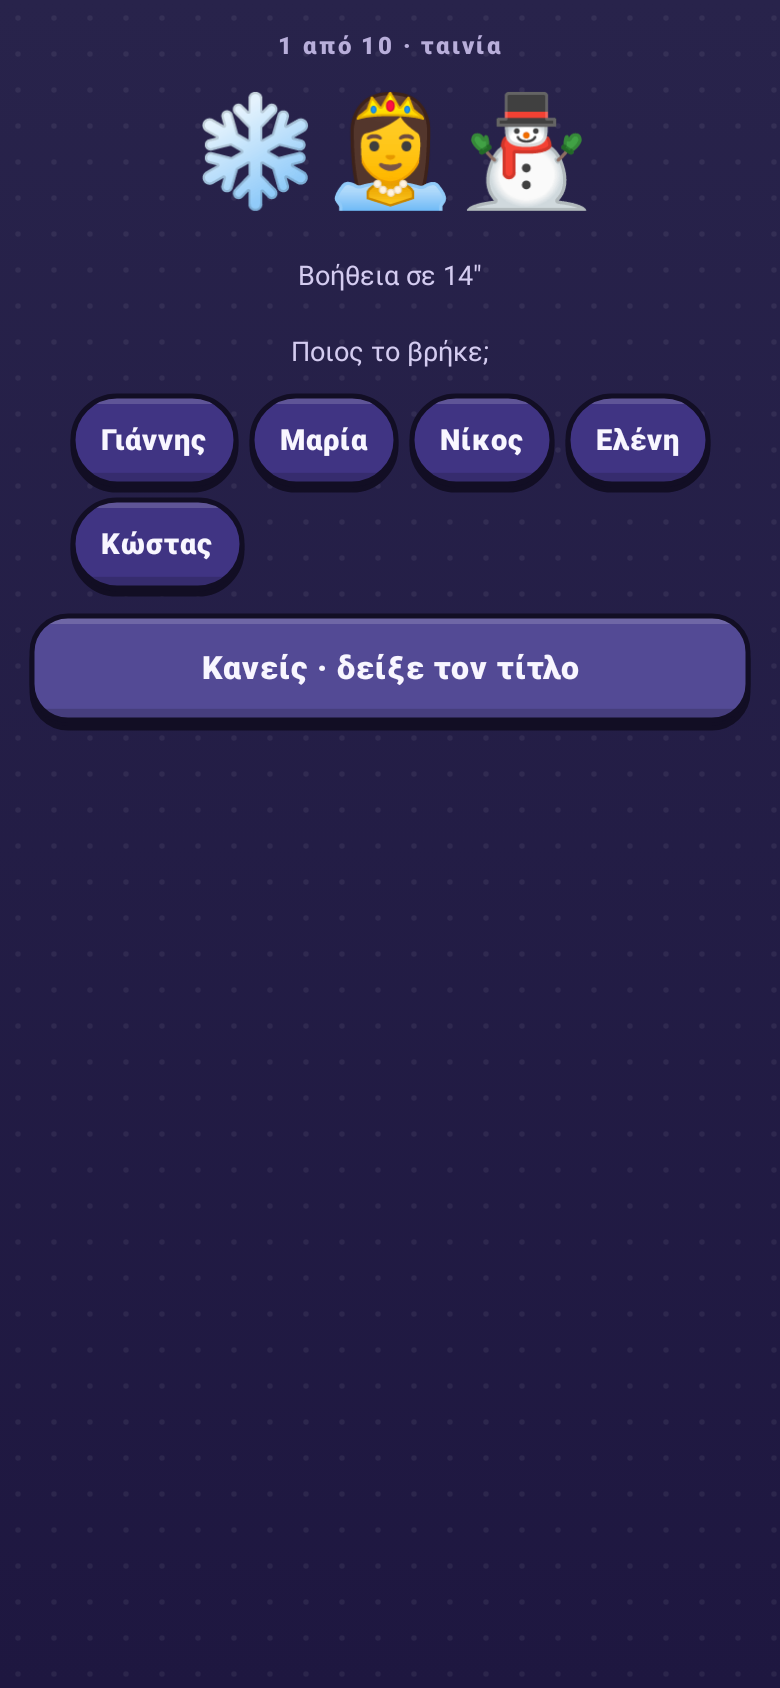 1 από 10 · ταινία
Βοήθεια σε 14"
Ποιος το βρήκε;
Γιάννης Μαρία Νίκος Ελένη
Κώστας
Κανείς · δείξε τον τίτλο